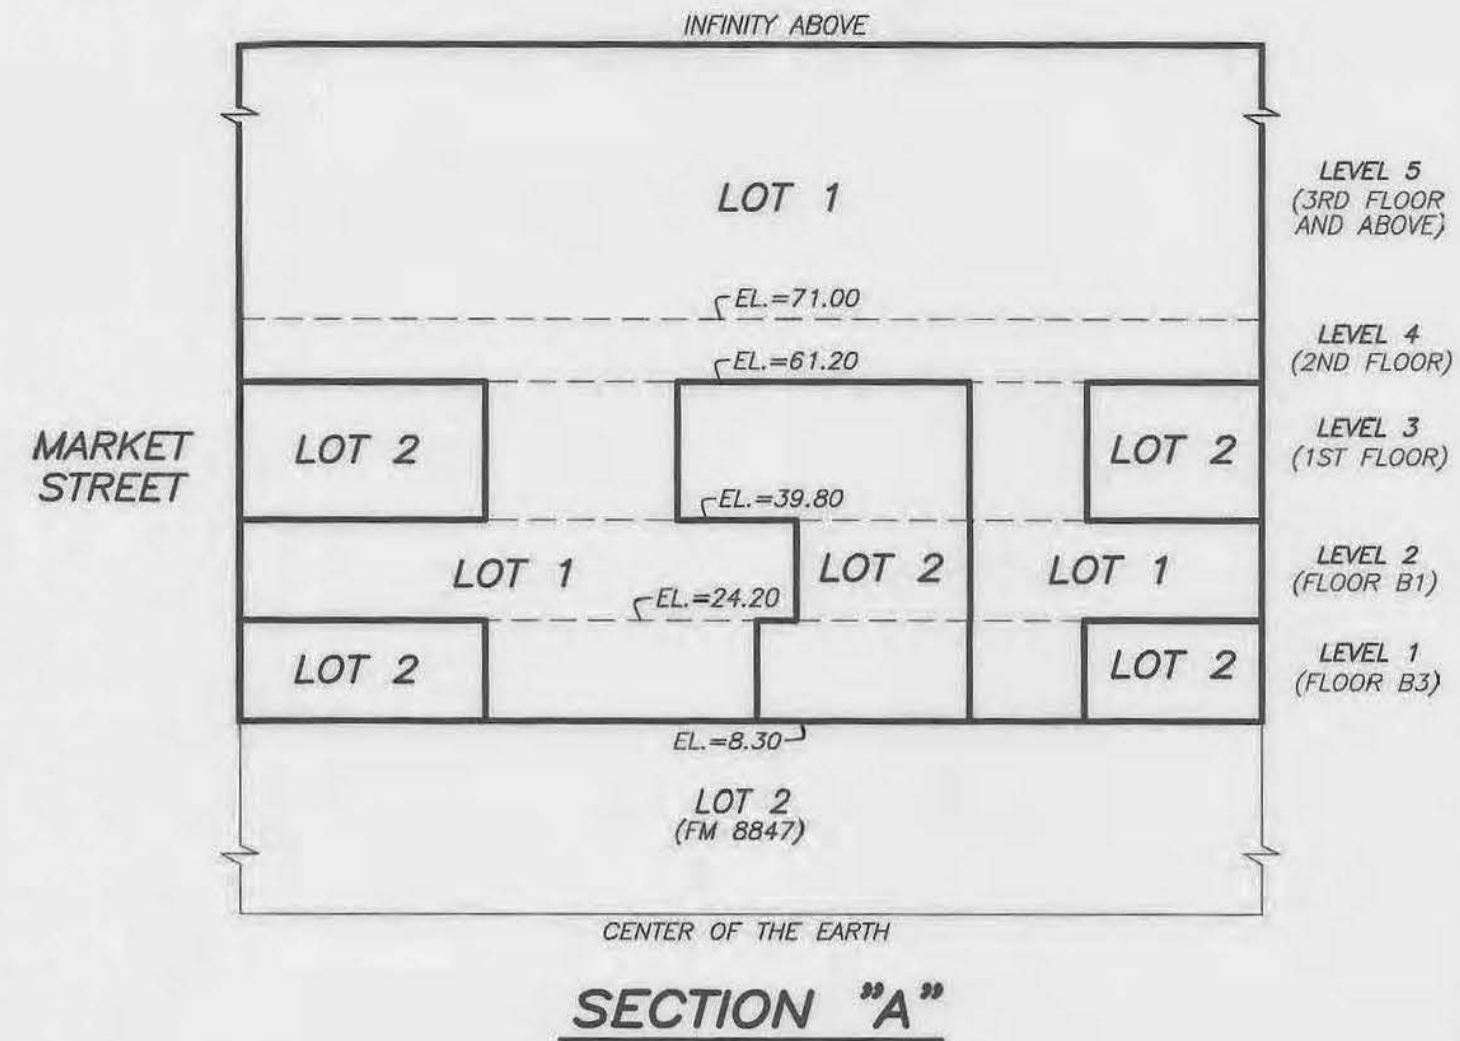 INFINITY ABOVE
LOT 1
LEVEL 5
(3RD FLOOR
AND ABOVE)
EL.=71.00
LEVEL 4
(2ND FLOOR)
EL.=61.20
MARKET
STREET
LOT 2
LOT 2
LEVEL 3
(1ST FLOOR)
EL.=39.80
LOT 1
LOT 2
LOT 1
LEVEL 2
(FLOOR B1)
EL.=24.20
LOT 2
LOT 2
LEVEL 1
(FLOOR B3)
EL.=8.30
LOT 2
(FM 8847)
CENTER OF THE EARTH
SECTION "A"